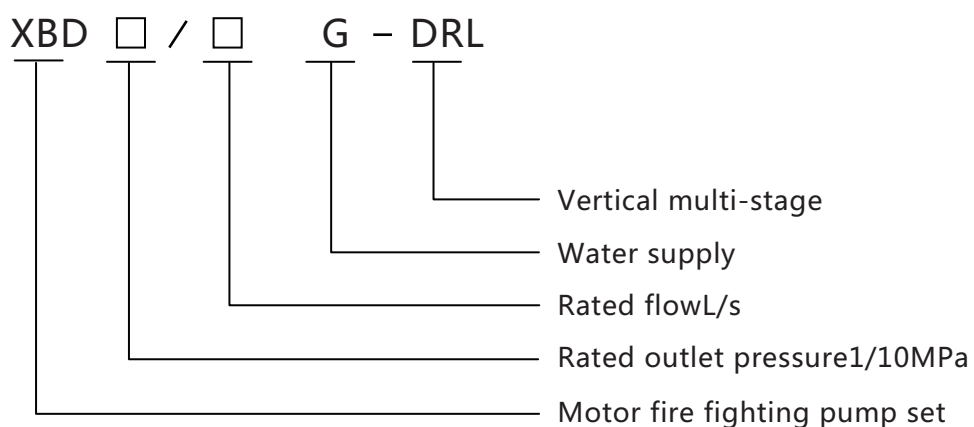 XBD □ / □ G – DRL
Vertical multi-stage
Water supply
Rated flowL/s
Rated outlet pressure1/10MPa
Motor fire fighting pump set